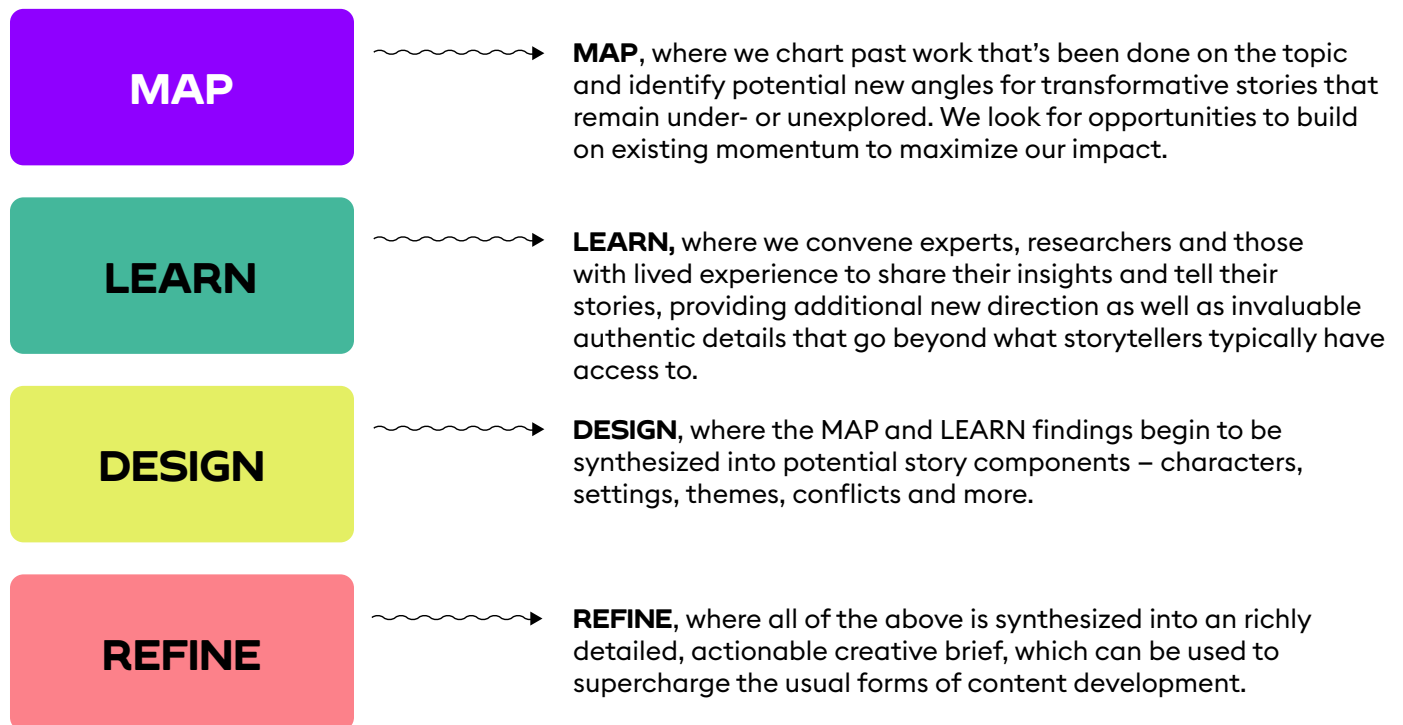 MAP
MAP, where we chart past work that’s been done on the topic
and identify potential new angles for transformative stories that
remain under- or unexplored. We look for opportunities to build
on existing momentum to maximize our impact.
LEARN
LEARN, where we convene experts, researchers and those
with lived experience to share their insights and tell their
stories, providing additional new direction as well as invaluable
authentic details that go beyond what storytellers typically have
access to.
DESIGN
DESIGN, where the MAP and LEARN findings begin to be
synthesized into potential story components – characters,
settings, themes, conflicts and more.
REFINE
REFINE, where all of the above is synthesized into an richly
detailed, actionable creative brief, which can be used to
supercharge the usual forms of content development.